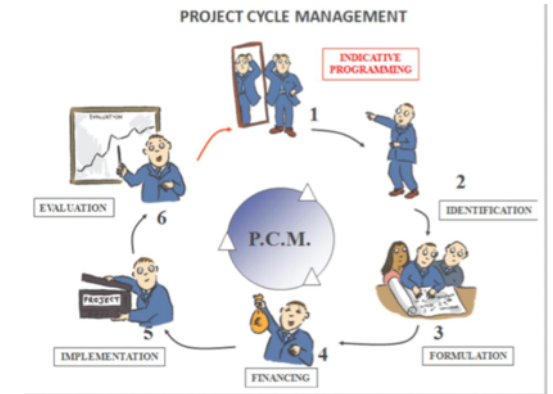 PROJECT CYCLE MANAGEMENT
INDICATIVE
PROGRAMMING
1
EVALUATION
2
IDENTIFICATION
EVALUATION
6
P.C.M.
PROJECT
5
IMPLEMENTATION
€
4
FINANCING
3
FORMULATION